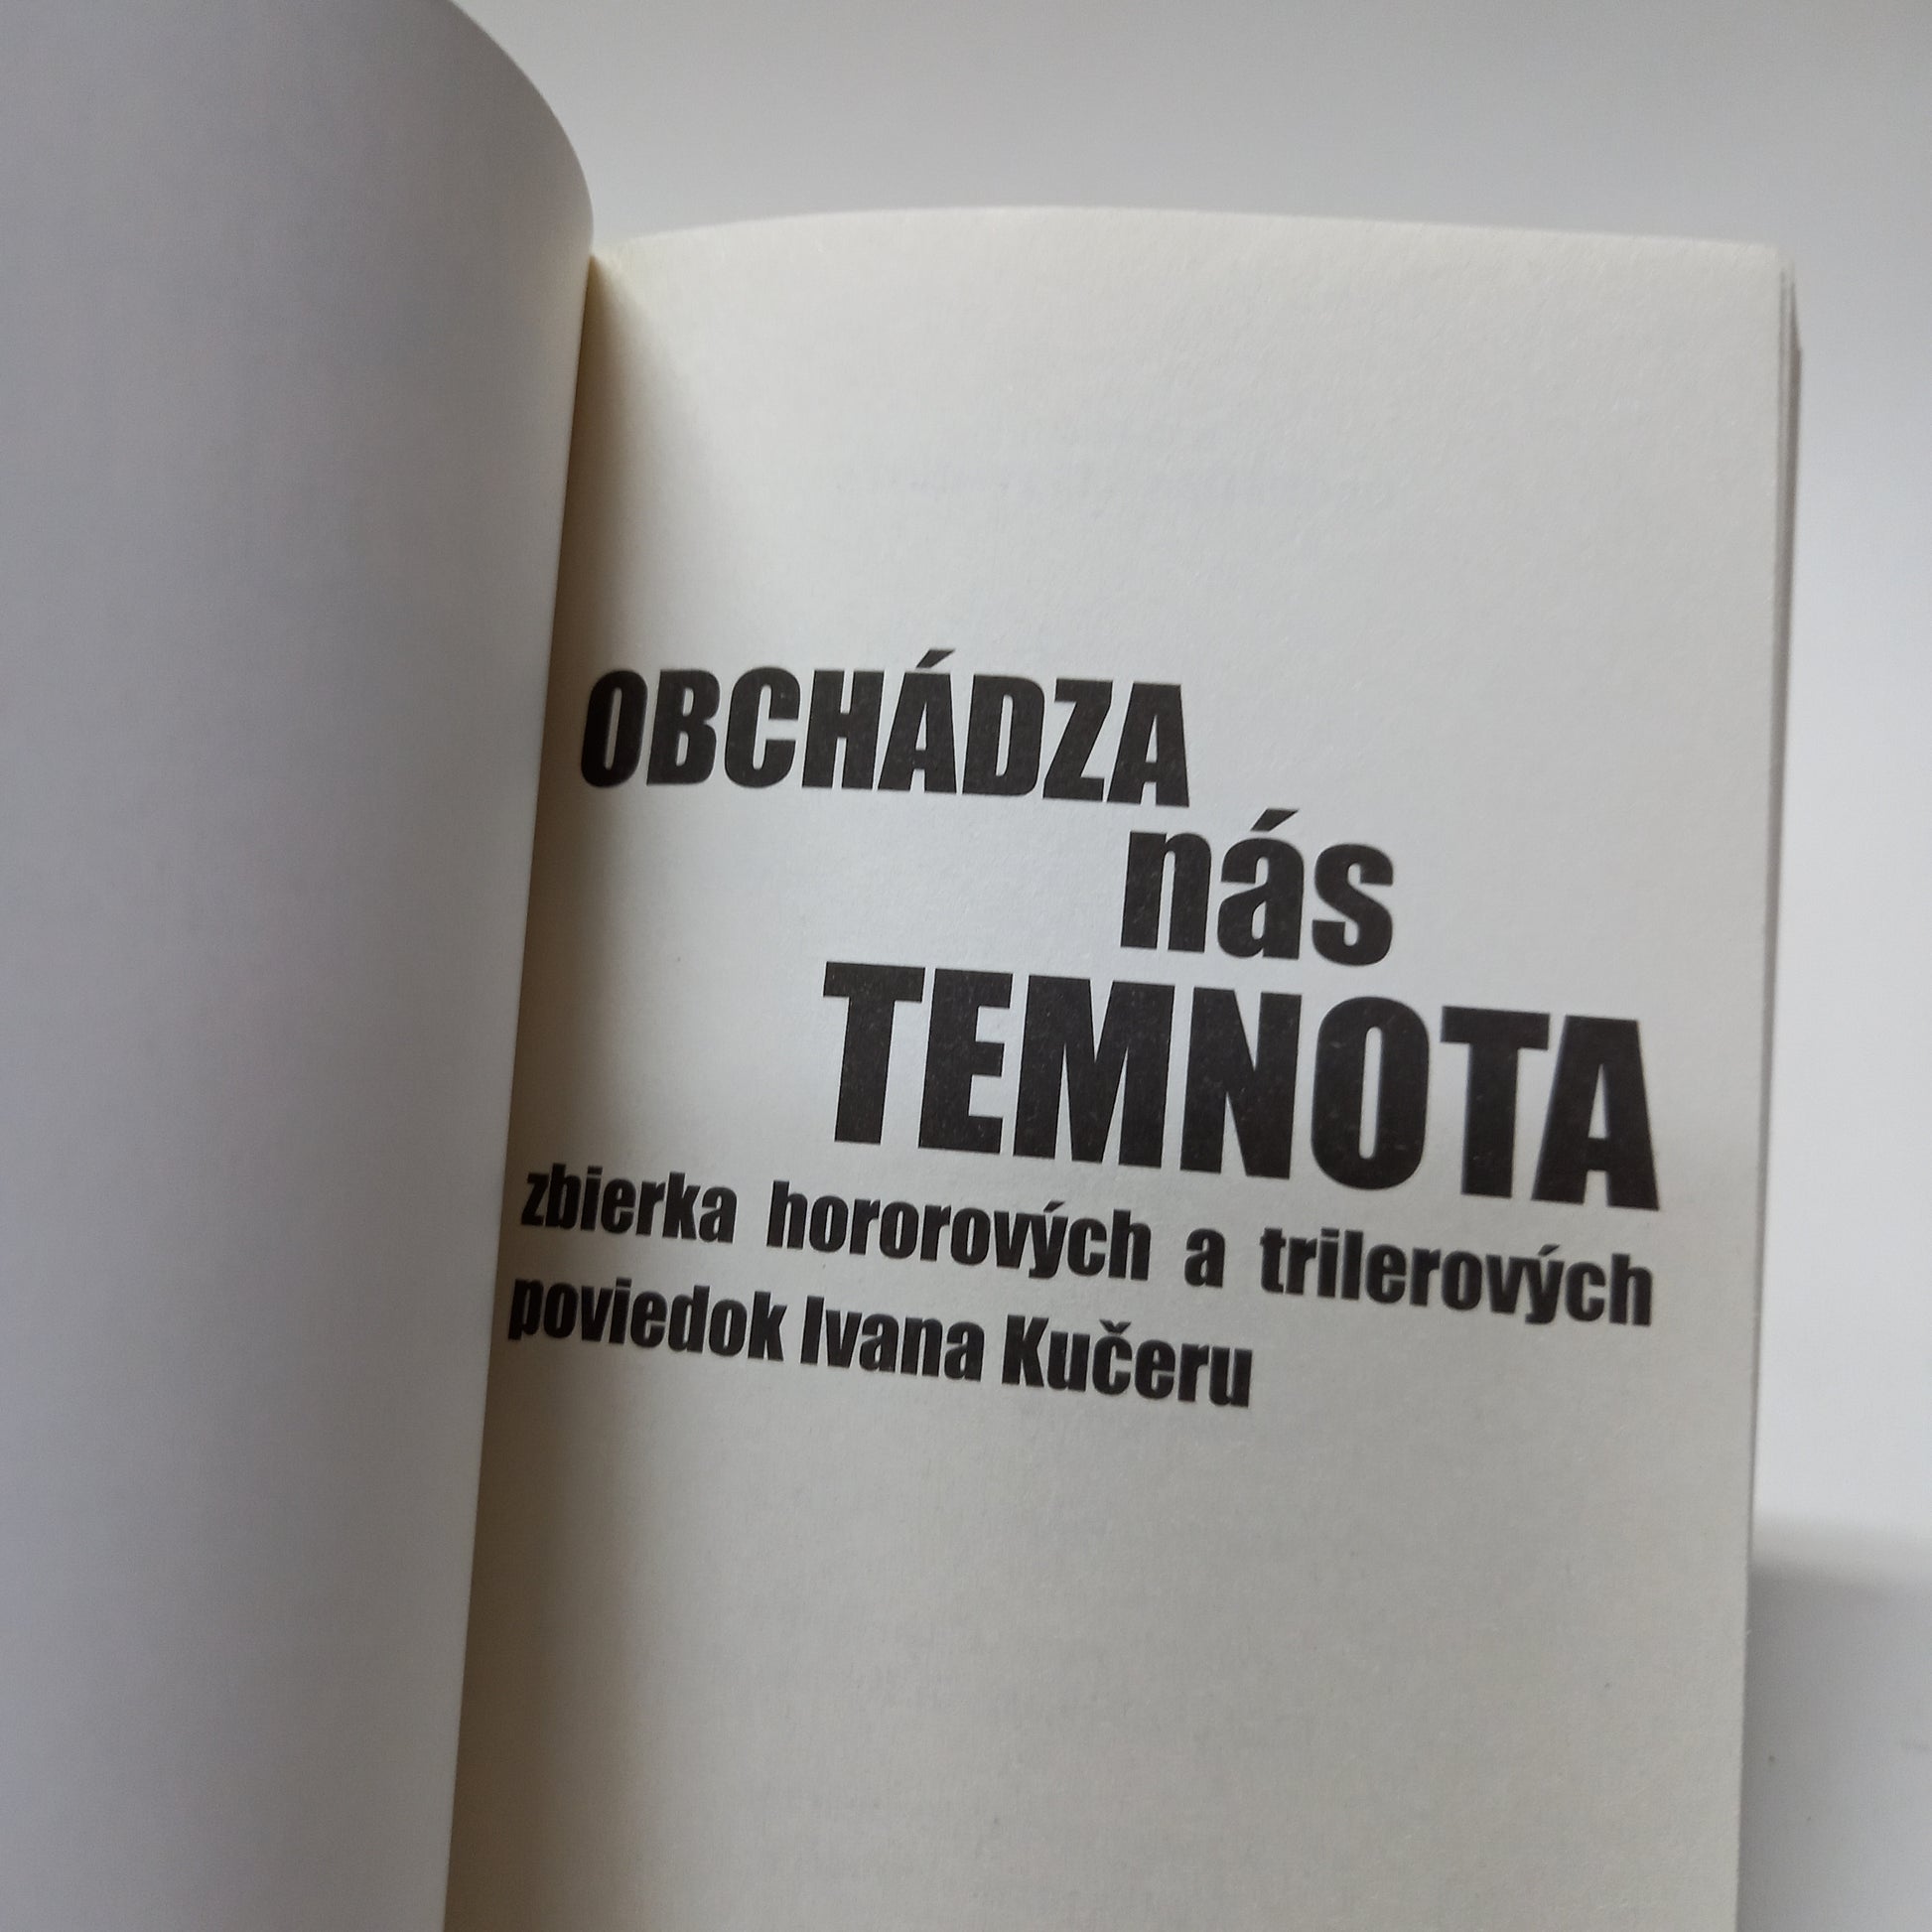 OBCHÁDZA
nás
TEMNOTA
zbierka hororových a trilerových
poviedok Ivana Kučeru